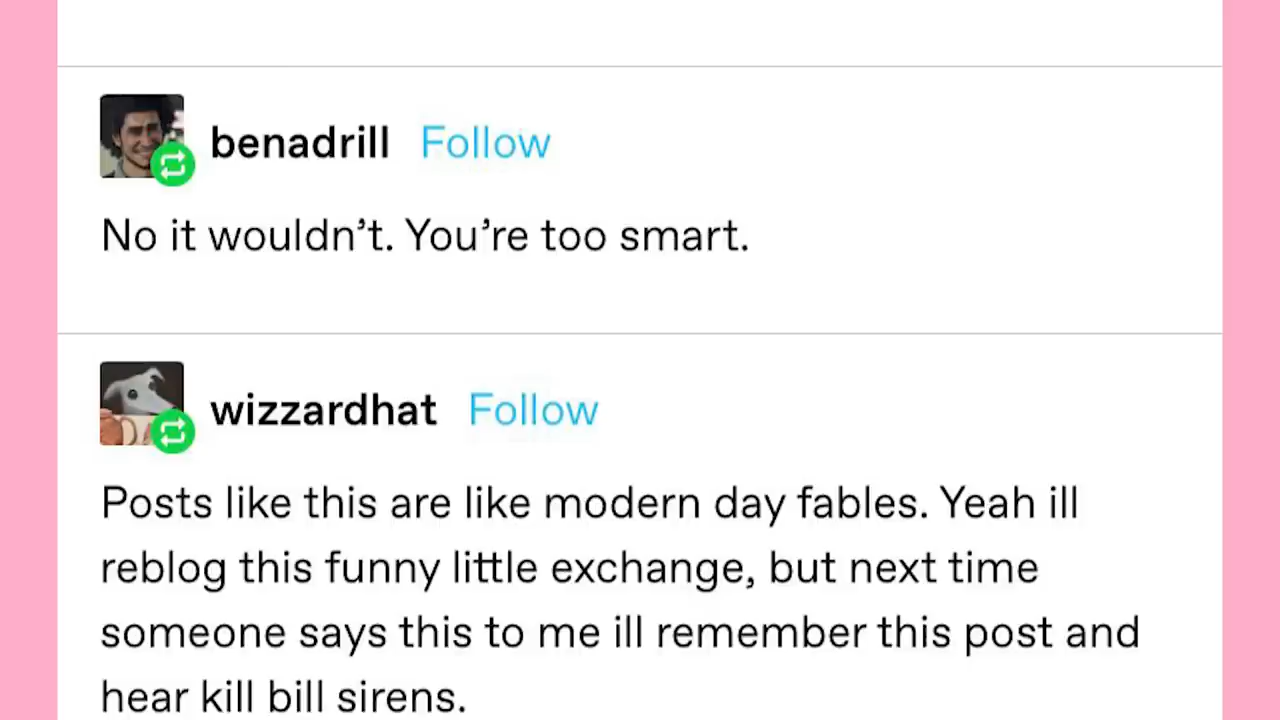 benadrill Follow
No it wouldn’t. You’re too smart.
wizzardhat Follow
Posts like this are like modern day fables. Yeah ill
reblog this funny little exchange, but next time
someone says this to me ill remember this post and
hear kill bill sirens.